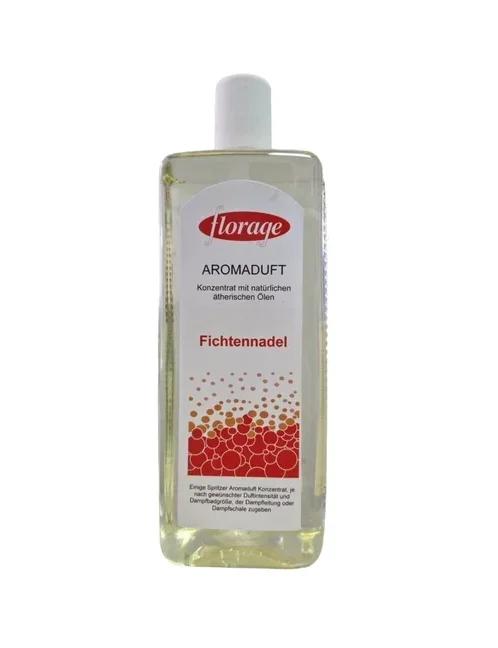 florage
AROMADUFT
Konzentrat mit natürlichen
ätherischen Ölen
Fichtennadel
Einige Spritzer Aromaduft Konzentrat, je
nach gewünschter Duftintensität und
Dampfbadgröße, der Dampfleitung oder
Dampfschale zugeben